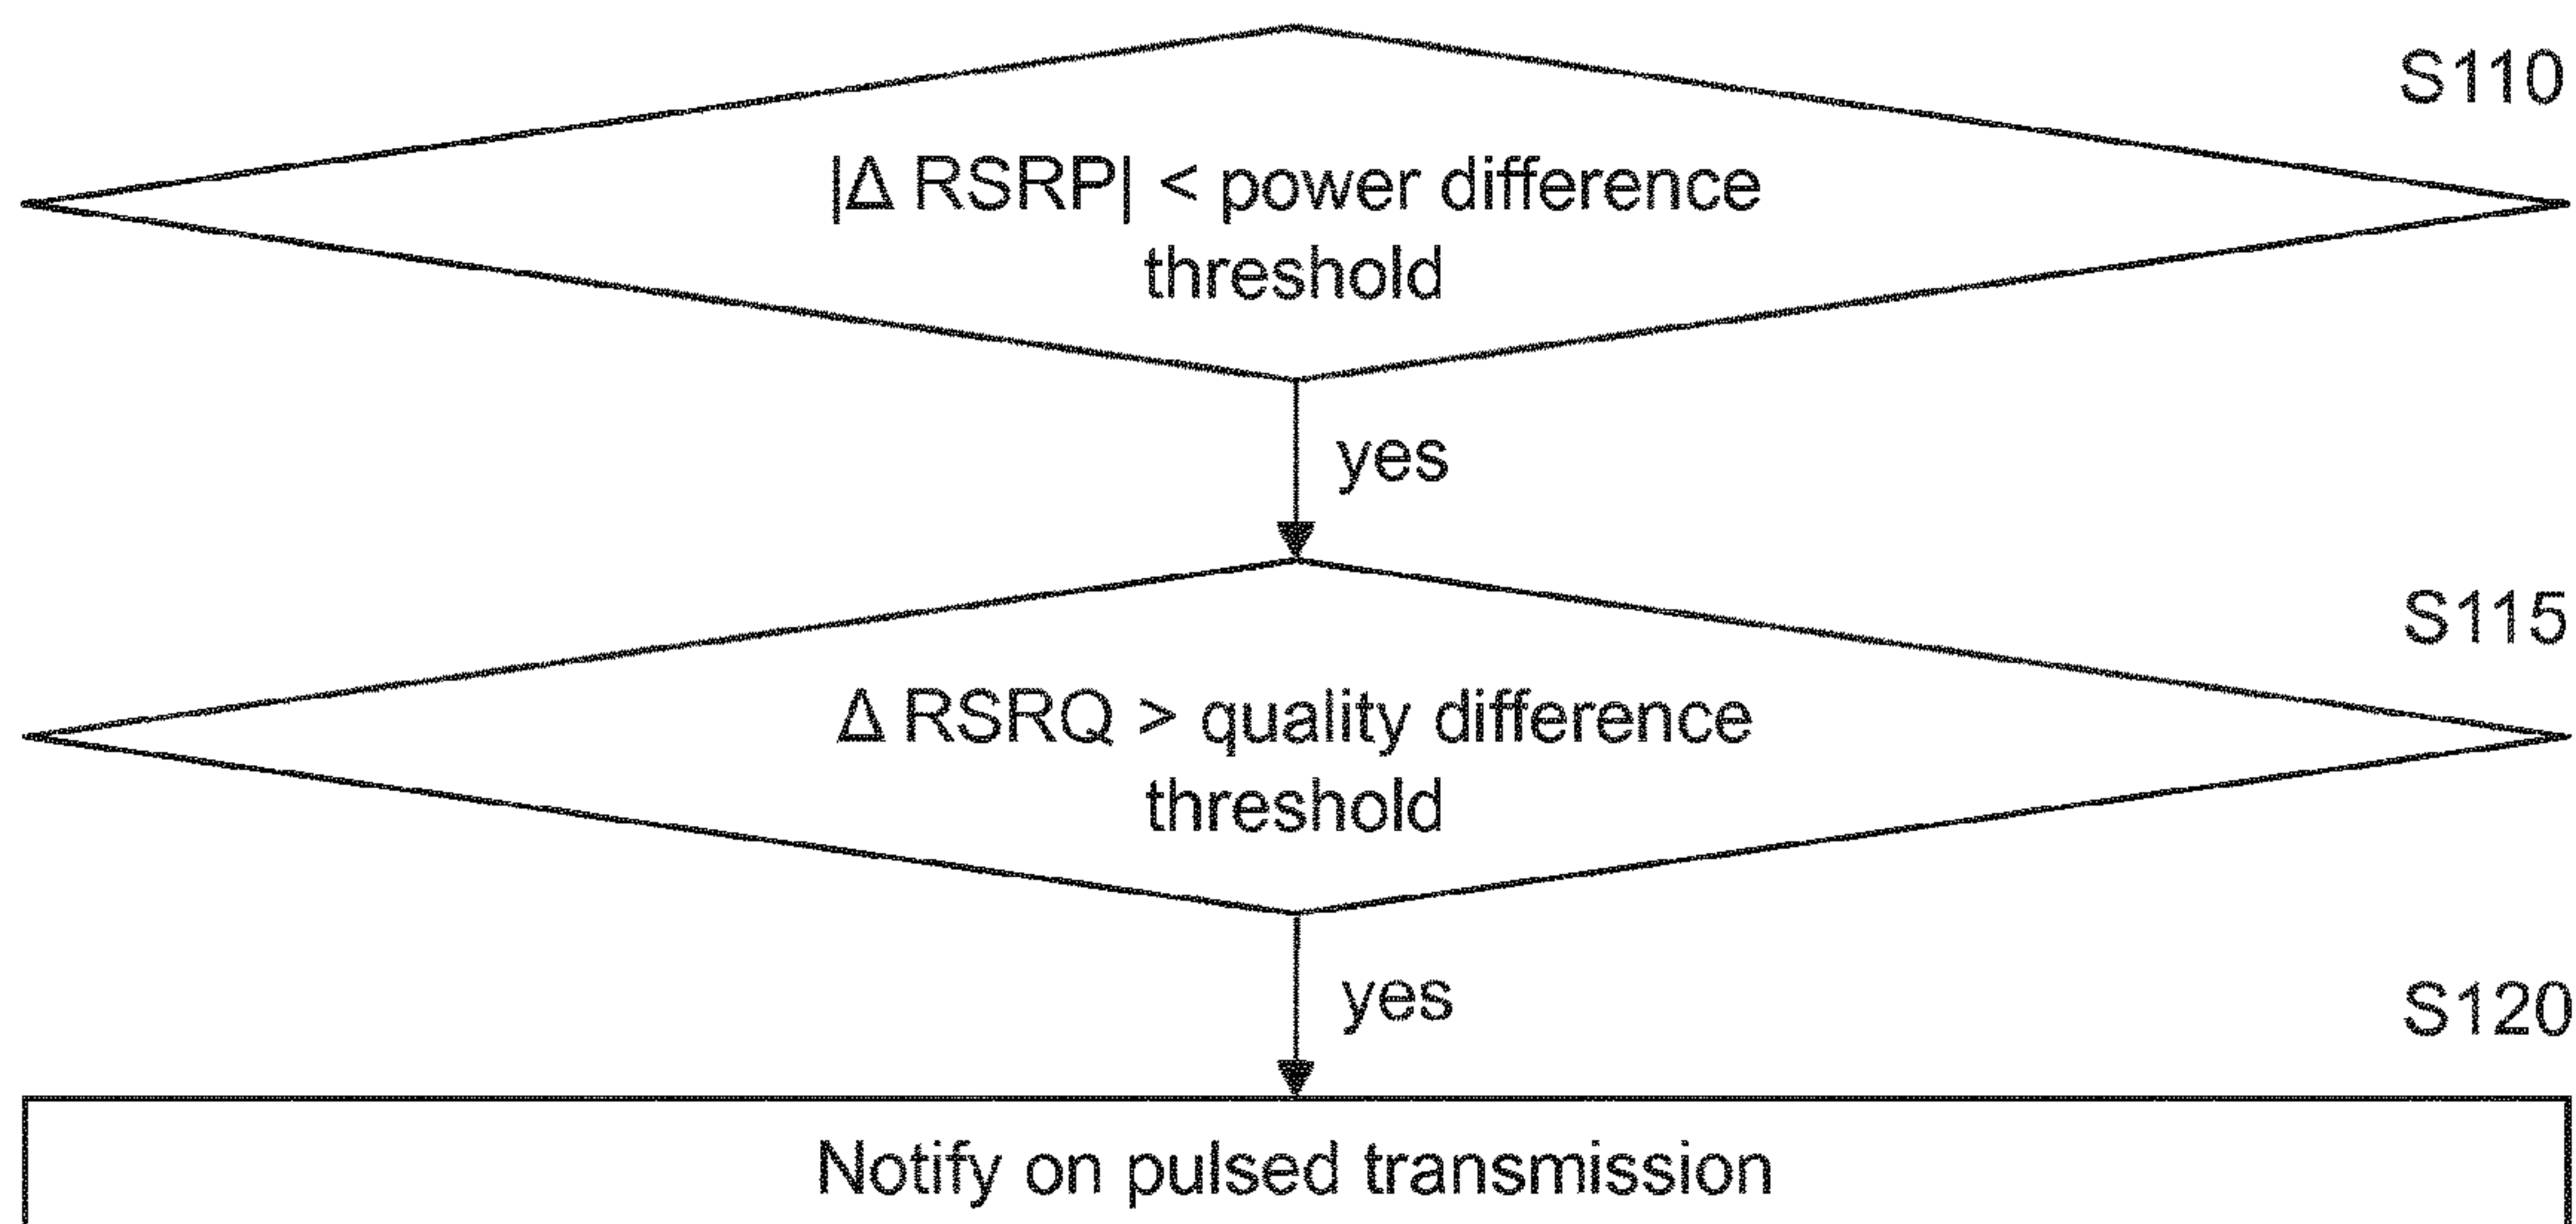 S110
|Δ RSRP| < power difference
threshold
yes
S115
Δ RSRQ > quality difference
threshold
yes
S120
Notify on pulsed transmission